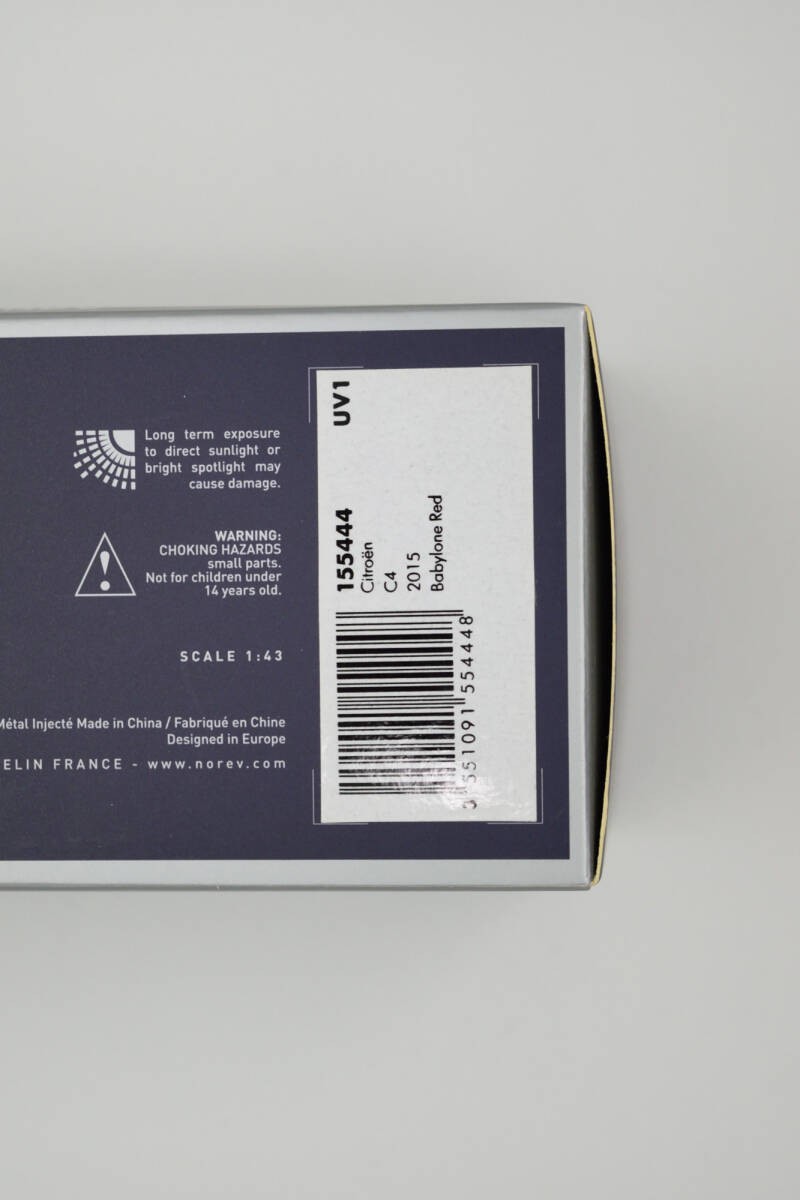 Long term exposure
to direct sunlight or
bright spotlight may
cause damage.
WARNING:
CHOKING HAZARDS
small parts.
Not for children under
14 years old.
SCALE 1:43
Métal Injecté Made in China / Fabriqué en Chine
Designed in Europe
ELIN FRANCE - www.norev.com
155444 UV1
Citroën
C4
2015
Babylone Red
3 551091 554448